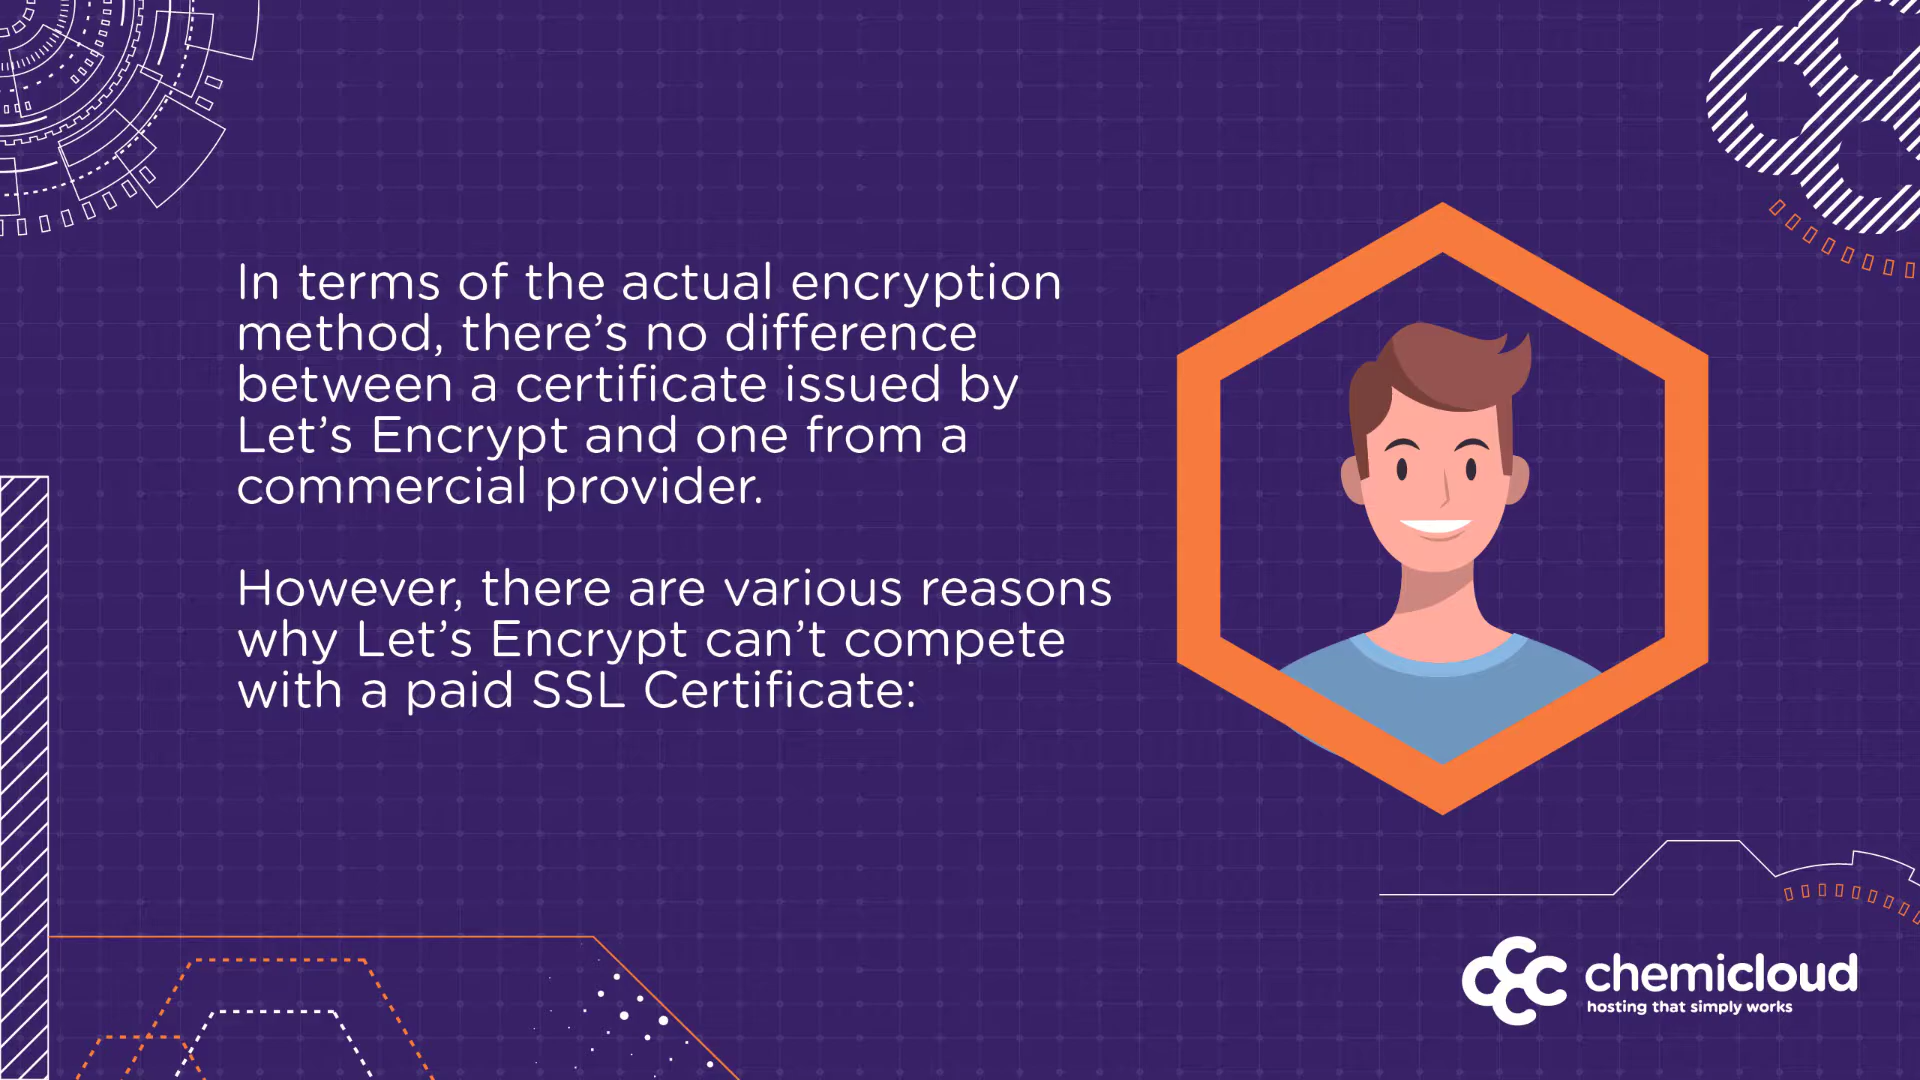 In terms of the actual encryption
method, there’s no difference
between a certificate issued by
Let’s Encrypt and one from a
commercial provider.
However, there are various reasons
why Let’s Encrypt can’t compete
with a paid SSL Certificate:
chemicloud
hosting that simply works